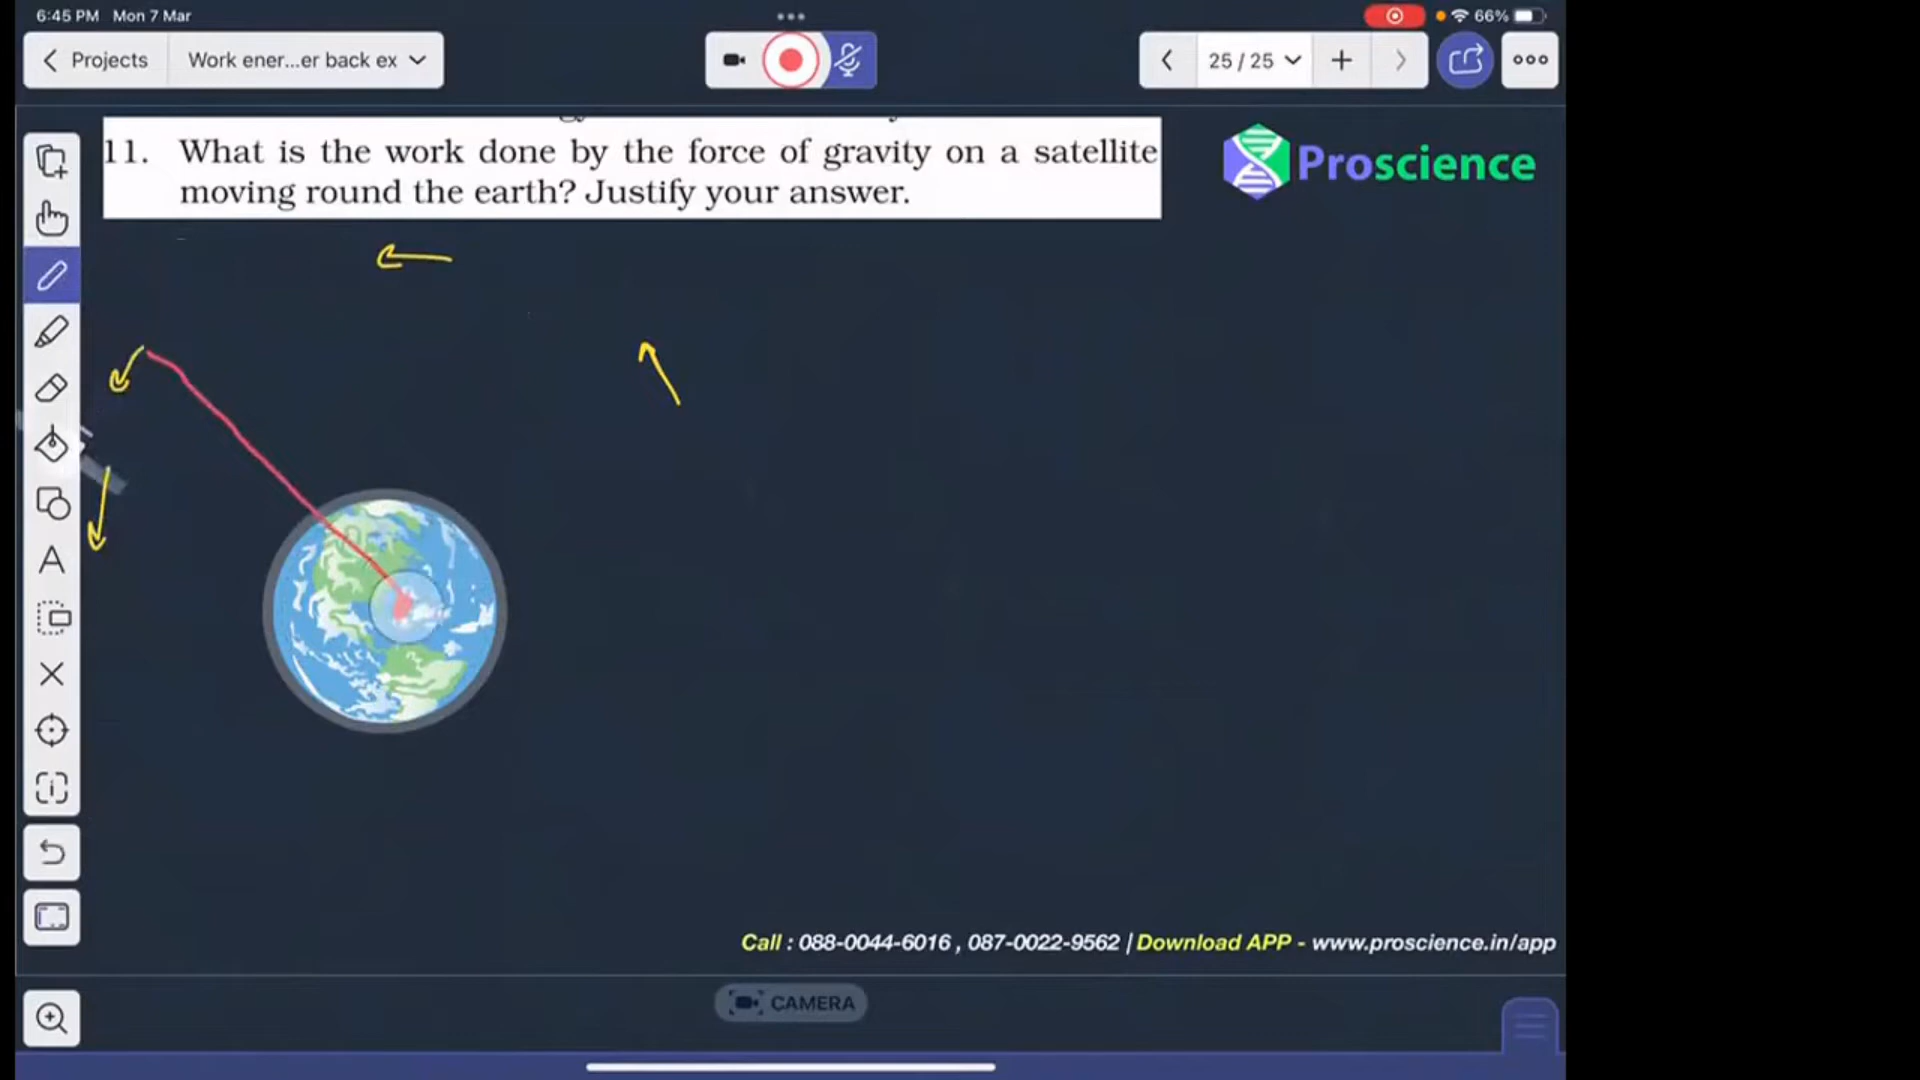 6:45 PM Mon 7 Mar
66%
Projects
Work ener...er back ex
25 / 25
11. What is the work done by the force of gravity on a satellite
moving round the earth? Justify your answer.
Proscience
A
Call : 088-0044-6016 , 087-0022-9562 | Download APP - www.proscience.in/app
CAMERA